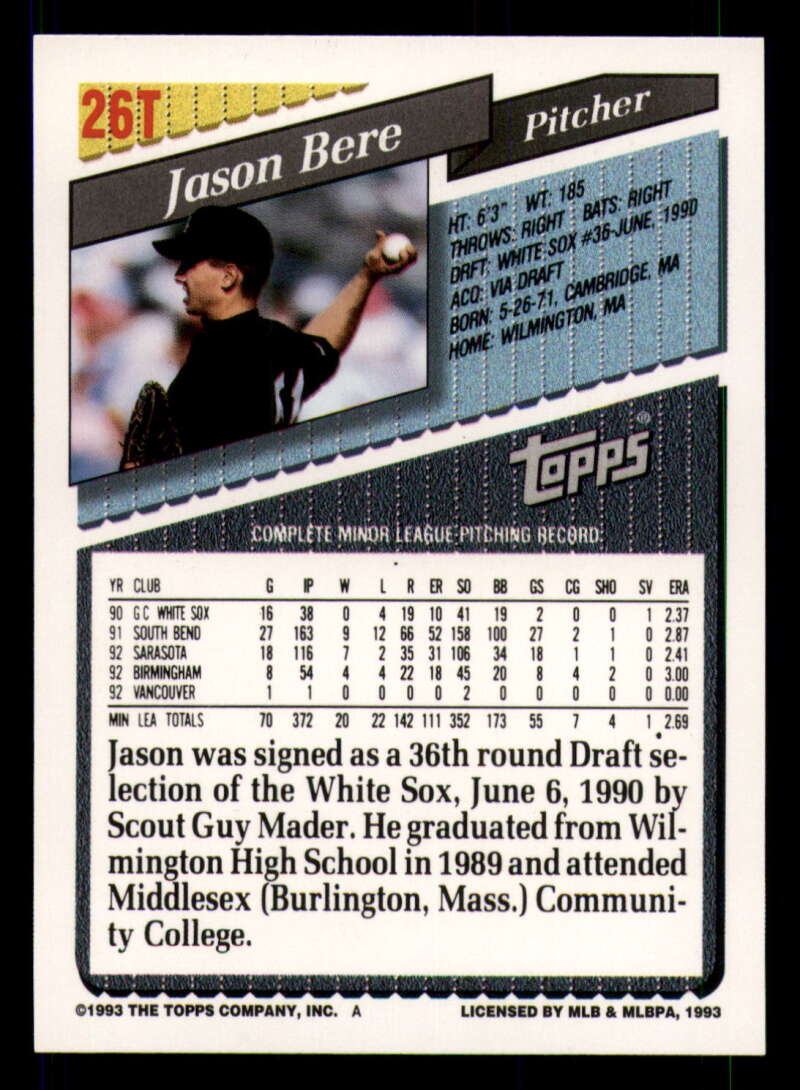 26T
Jason Bere
Pitcher
HT: 6'3" WT: 185
THROWS: RIGHT BATS: RIGHT
DRFT: WHITE SOX #36-JUNE, 1990
ACQ: VIA DRAFT
BORN: 5-26-71, CAMBRIDGE, MA
HOME: WILMINGTON, MA
Topps®
COMPLETE MINOR LEAGUE PITCHING RECORD
YR CLUB G IP W L R ER SO BB GS CG SHO SV ERA
90 G C WHITE SOX 16 38 0 4 19 10 41 19 2 0 0 1 2.37
91 SOUTH BEND 27 163 9 12 66 52 158 100 27 2 1 0 2.87
92 SARASOTA 18 116 7 2 35 31 106 34 18 1 1 0 2.41
92 BIRMINGHAM 8 54 4 4 22 18 45 20 8 4 2 0 3.00
92 VANCOUVER 1 1 0 0 0 0 2 0 0 0 0 0 0.00
MIN LEA TOTALS 70 372 20 22 142 111 352 173 55 7 4 1 2.69
Jason was signed as a 36th round Draft se-
lection of the White Sox, June 6, 1990 by
Scout Guy Mader. He graduated from Wil-
mington High School in 1989 and attended
Middlesex (Burlington, Mass.) Communi-
ty College.
©1993 THE TOPPS COMPANY, INC. A
LICENSED BY MLB & MLBPA, 1993